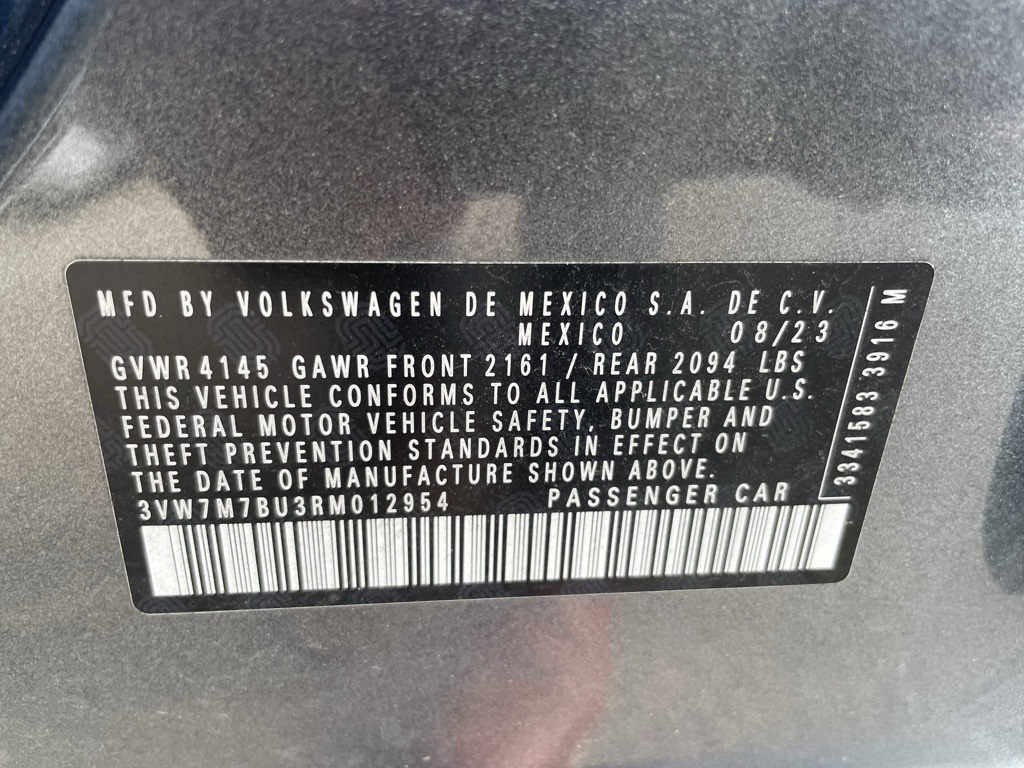 MFD. BY VOLKSWAGEN DE MEXICO S.A. DE C.V.
MEXICO 08/23
GVWR 4145 GAWR FRONT 2161 / REAR 2094 LBS
THIS VEHICLE CONFORMS TO ALL APPLICABLE U.S.
FEDERAL MOTOR VEHICLE SAFETY, BUMPER AND
THEFT PREVENTION STANDARDS IN EFFECT ON
THE DATE OF MANUFACTURE SHOWN ABOVE.
3VW7M7BU3RM012954 PASSENGER CAR
3341583 3916 M